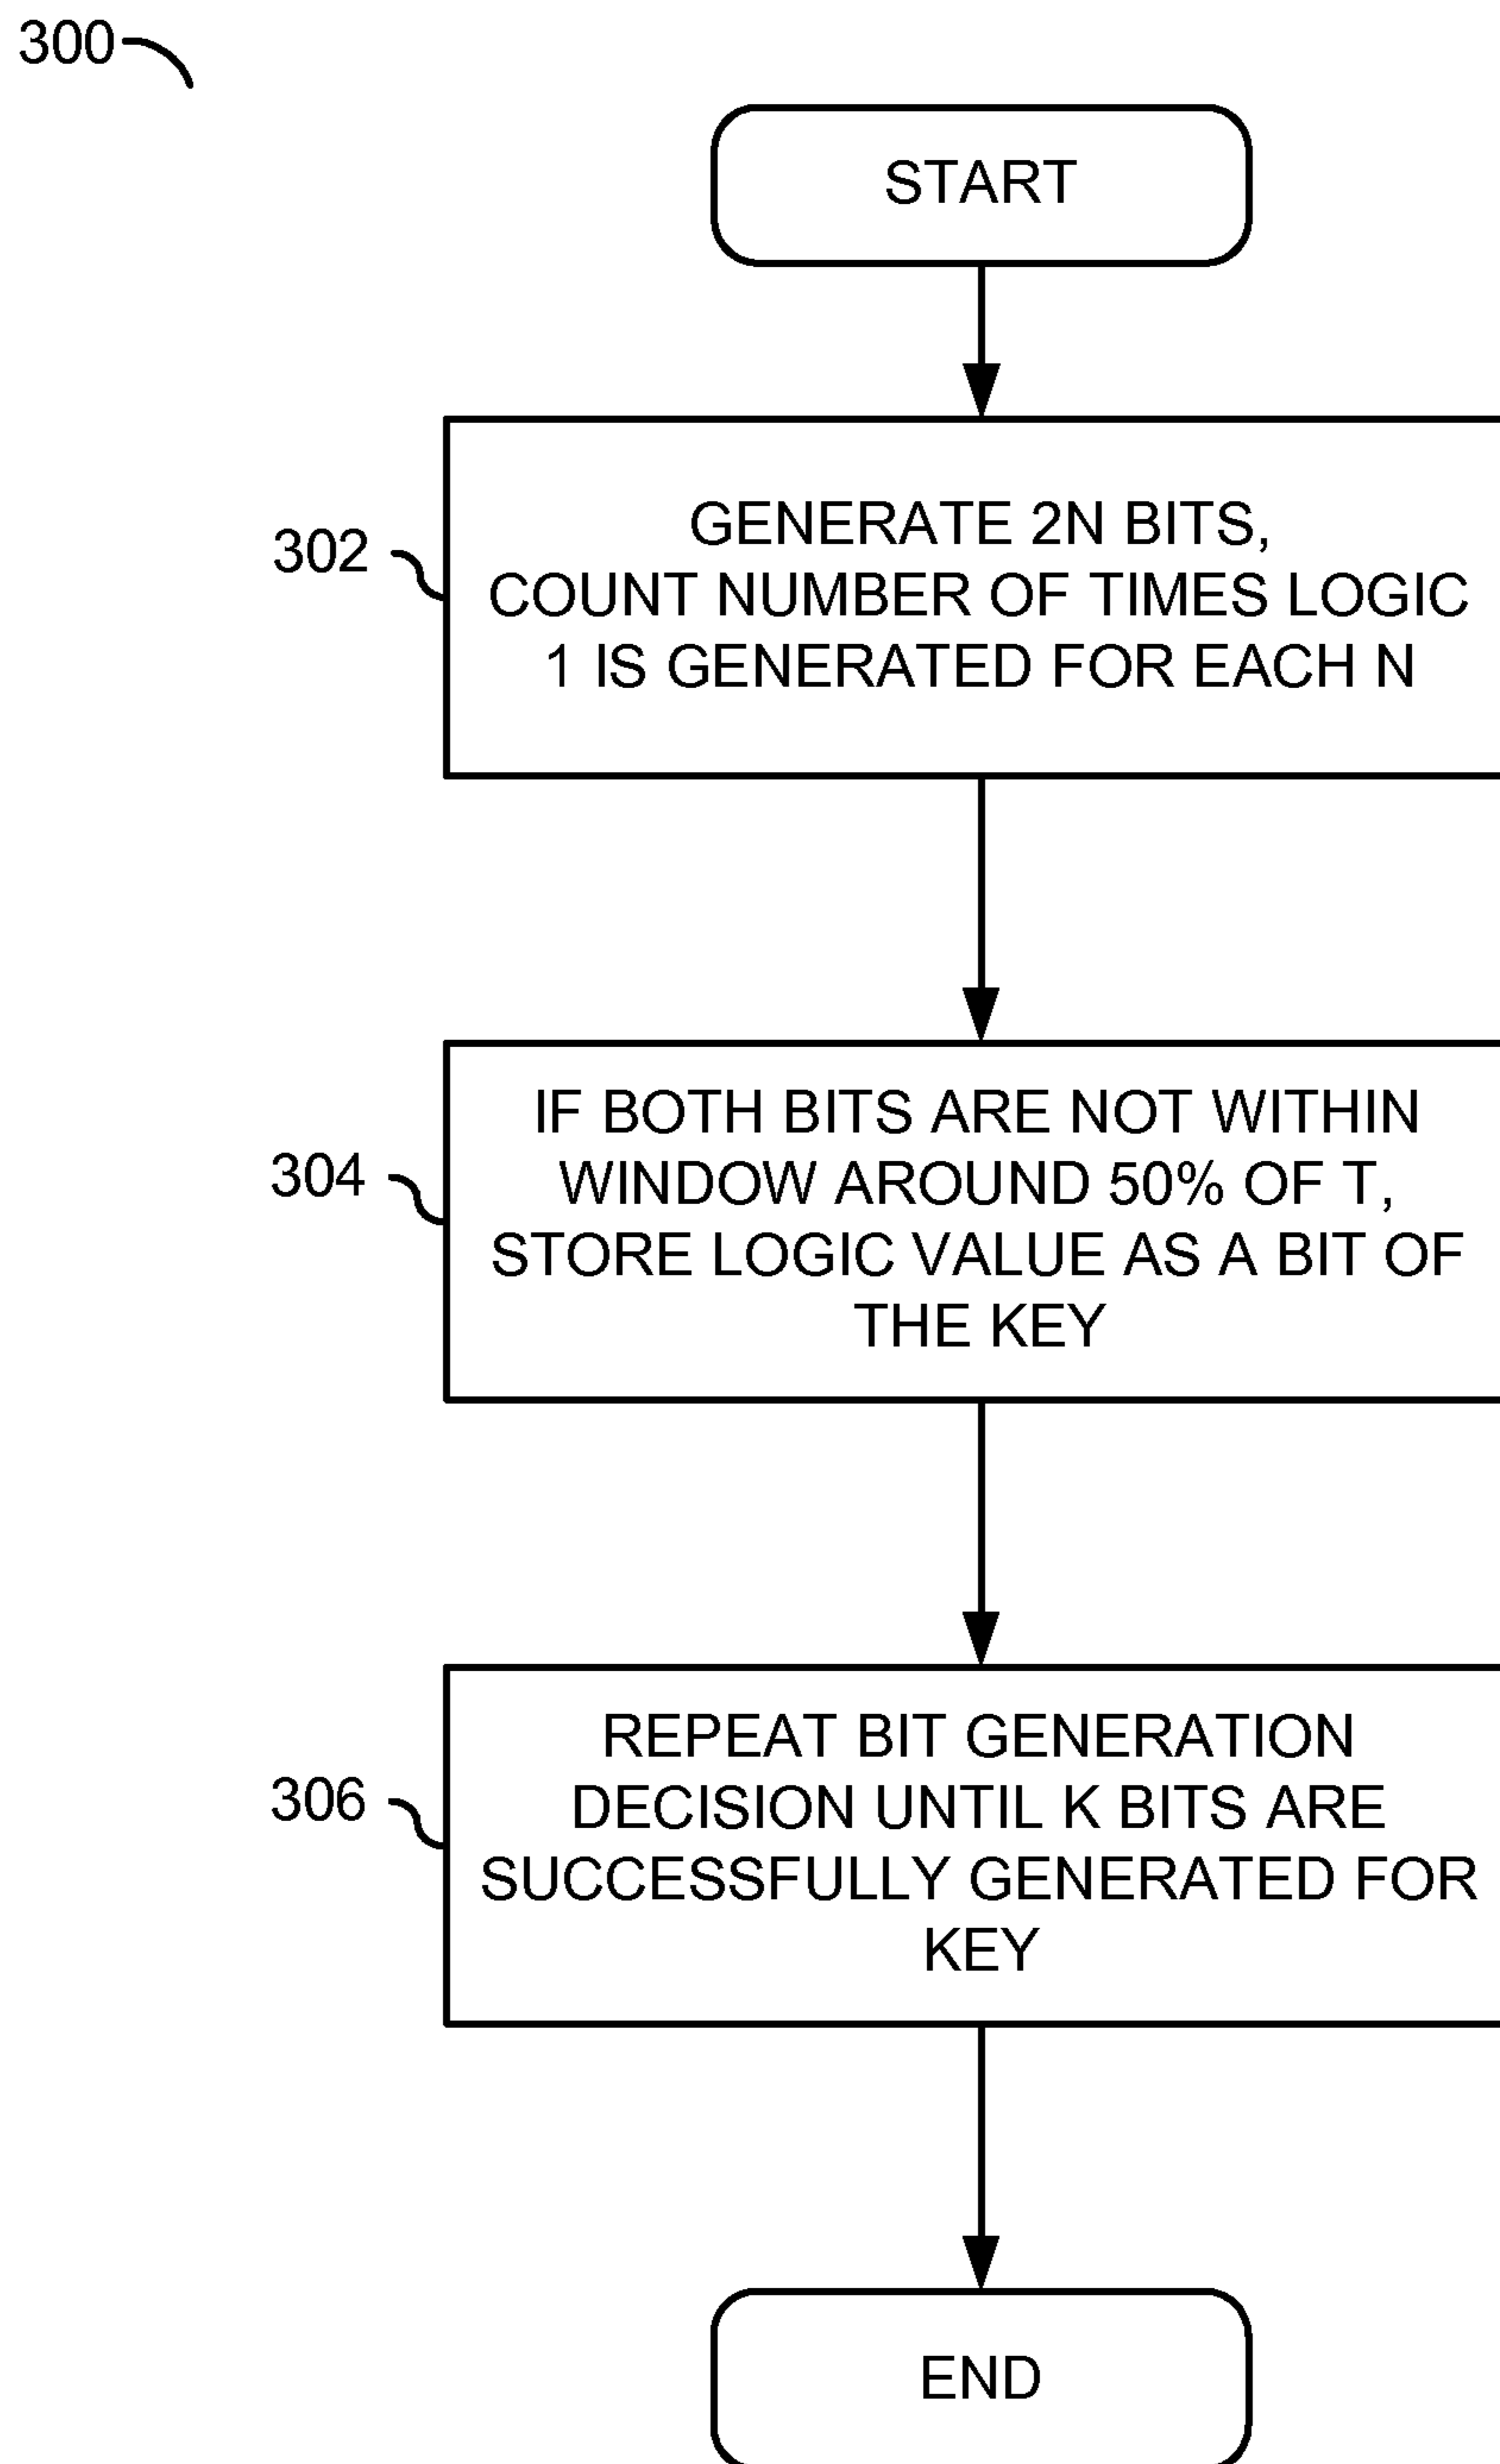 300
START
302
GENERATE 2N BITS,
COUNT NUMBER OF TIMES LOGIC
1 IS GENERATED FOR EACH N
304
IF BOTH BITS ARE NOT WITHIN
WINDOW AROUND 50% OF T,
STORE LOGIC VALUE AS A BIT OF
THE KEY
306
REPEAT BIT GENERATION
DECISION UNTIL K BITS ARE
SUCCESSFULLY GENERATED FOR
KEY
END